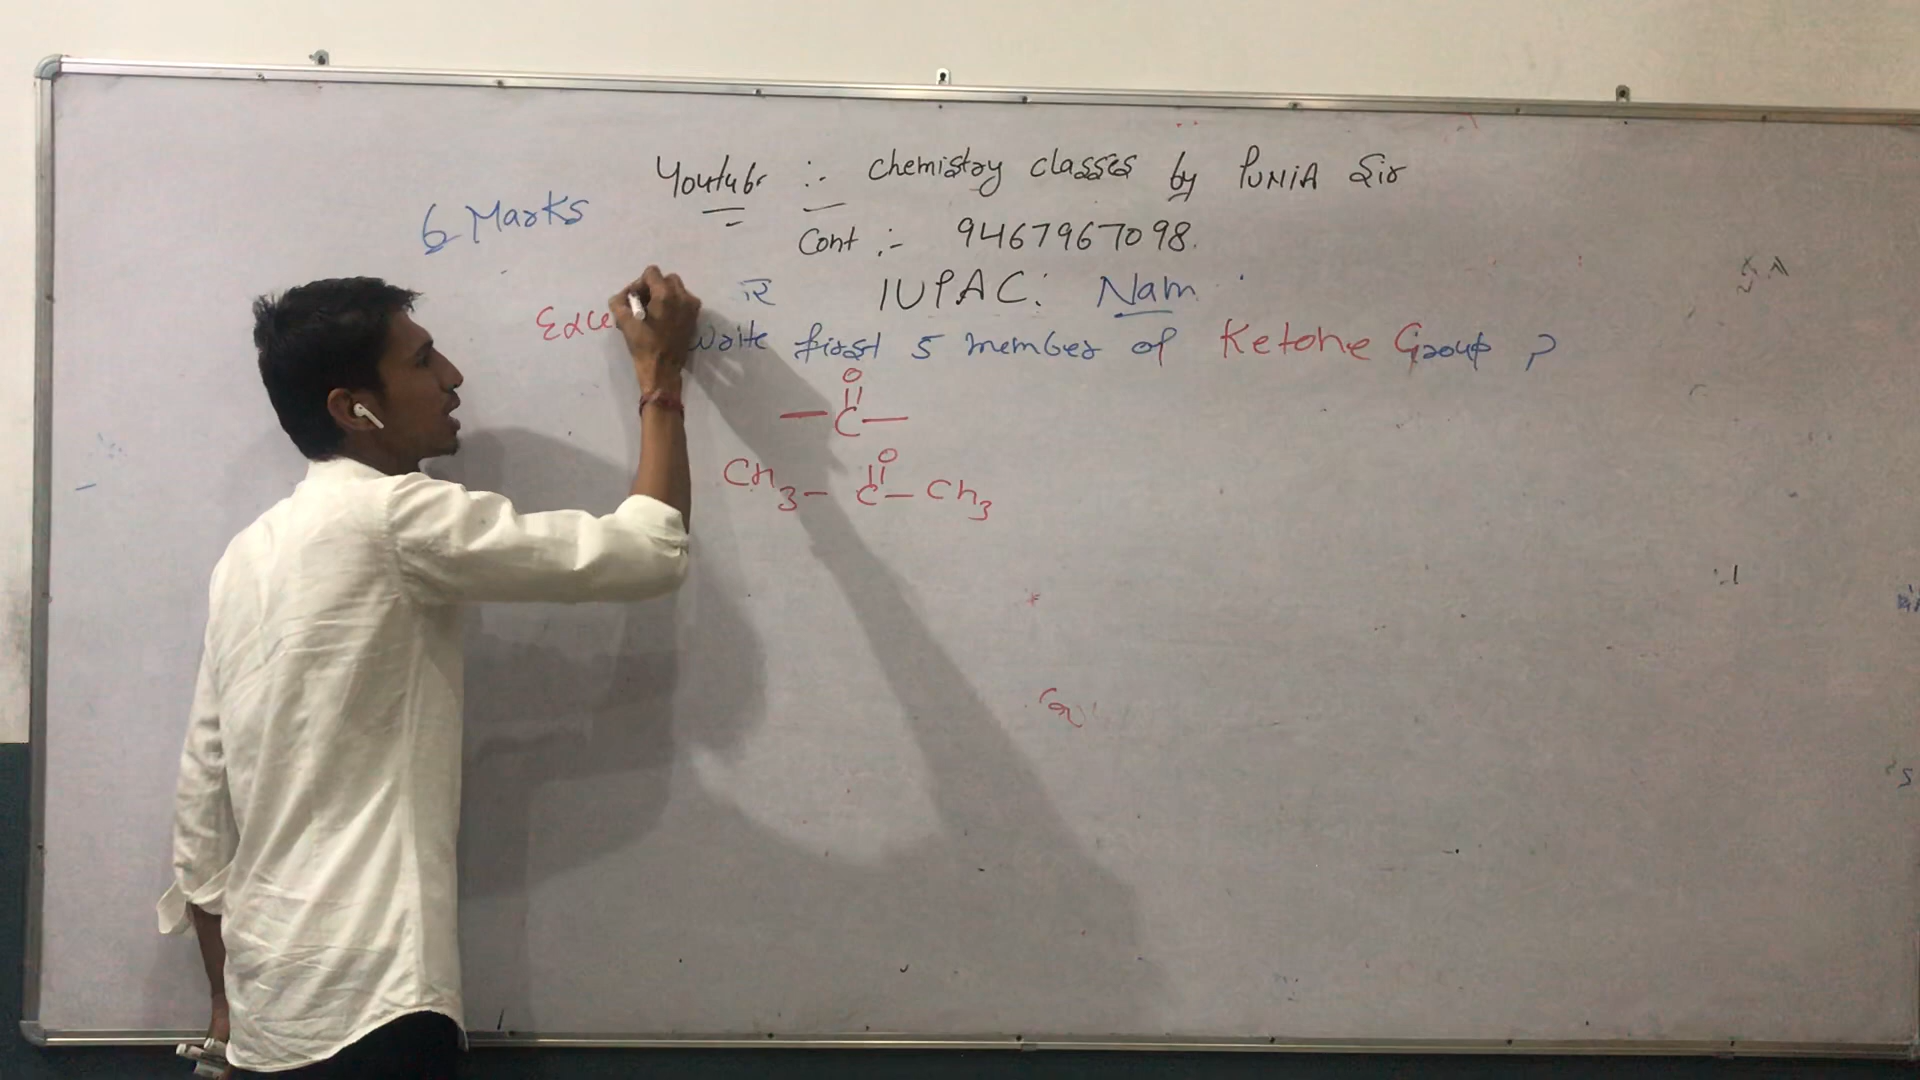 Youtube :- Chemistry classes by PUNIA Sir
6 Marks
Cont :- 9467967098.
IUPAC: Nam
Write first 5 member of Ketone Group ?
O
—C—
O
CH3— C—CH3